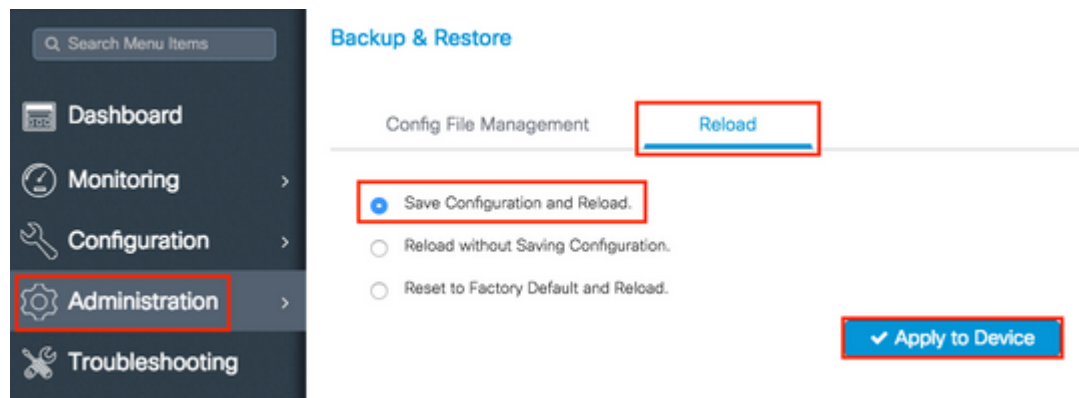 Search Menu Items
Dashboard
Monitoring
Configuration
Administration
Troubleshooting
Backup & Restore
Config File Management
Reload
Save Configuration and Reload.
Reload without Saving Configuration.
Reset to Factory Default and Reload.
Apply to Device